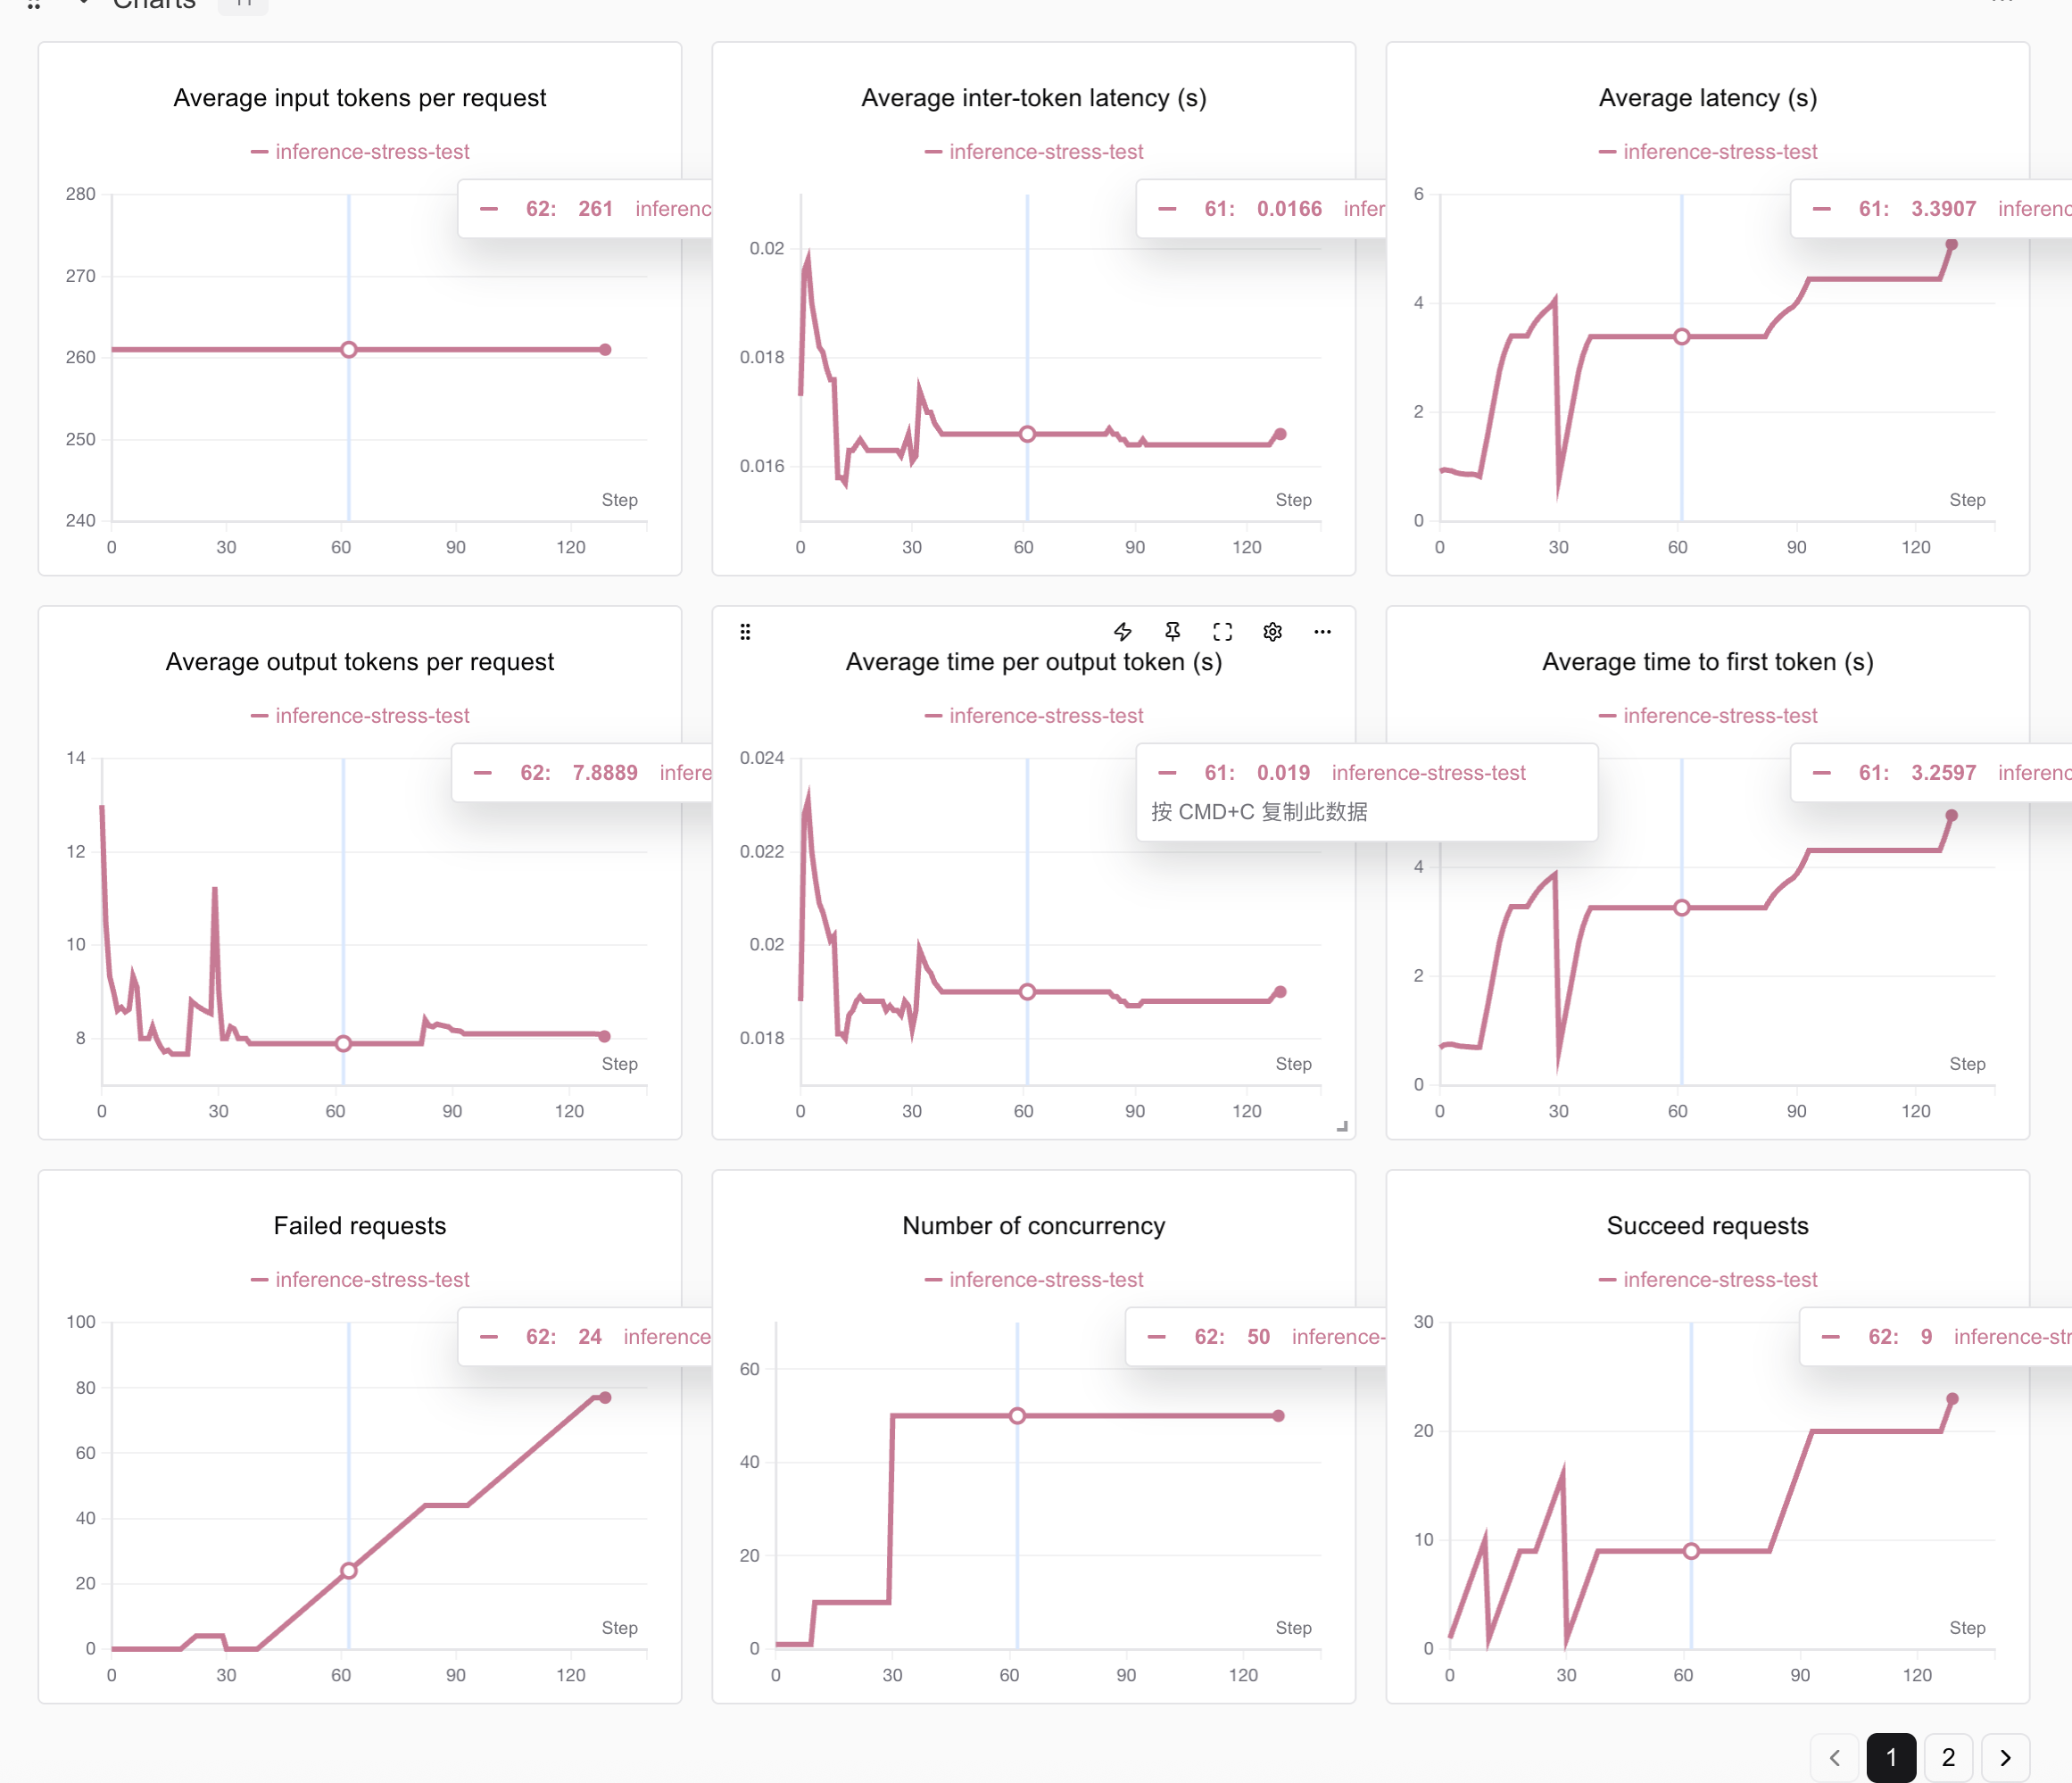 Charts
Average input tokens per request
inference-stress-test
62: 261 inferenc
280
270
260
250
240
Step
0 30 60 90 120
Average inter-token latency (s)
inference-stress-test
61: 0.0166 infer
0.02
0.018
0.016
Step
0 30 60 90 120
Average latency (s)
inference-stress-test
61: 3.3907 inferenc
6
4
2
0
Step
0 30 60 90 120
Average output tokens per request
inference-stress-test
62: 7.8889 infere
14
12
10
8
Step
0 30 60 90 120
Average time per output token (s)
inference-stress-test
61: 0.019 inference-stress-test
按 CMD+C 复制此数据
0.024
0.022
0.02
0.018
Step
0 30 60 90 120
Average time to first token (s)
inference-stress-test
61: 3.2597 inferenc
4
2
0
Step
0 30 60 90 120
Failed requests
inference-stress-test
62: 24 inference
100
80
60
40
20
0
Step
0 30 60 90 120
Number of concurrency
inference-stress-test
62: 50 inference-
60
40
20
0
Step
0 30 60 90 120
Succeed requests
inference-stress-test
62: 9 inference-str
30
20
10
0
Step
0 30 60 90 120
1 2